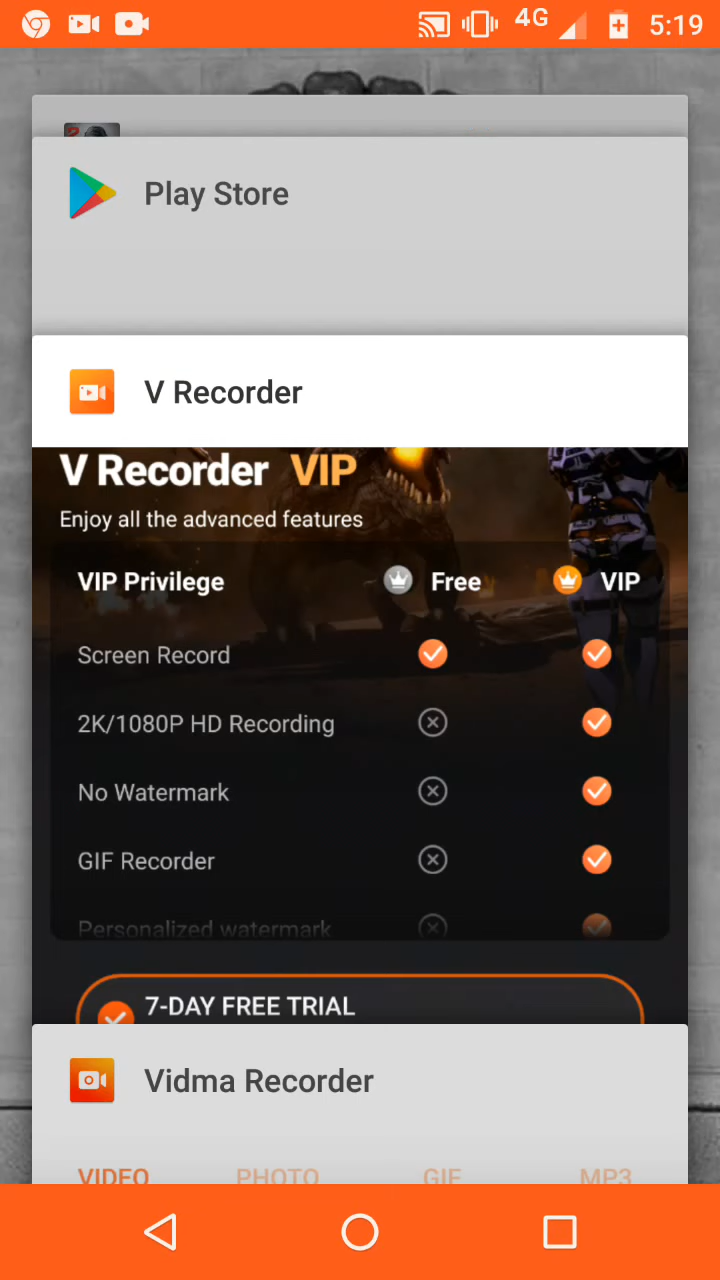 4G 5:19
Play Store
V Recorder
V Recorder VIP
Enjoy all the advanced features
VIP Privilege Free VIP
Screen Record
2K/1080P HD Recording
No Watermark
GIF Recorder
Personalized watermark
7-DAY FREE TRIAL
Vidma Recorder
VIDEO PHOTO GIF MP3